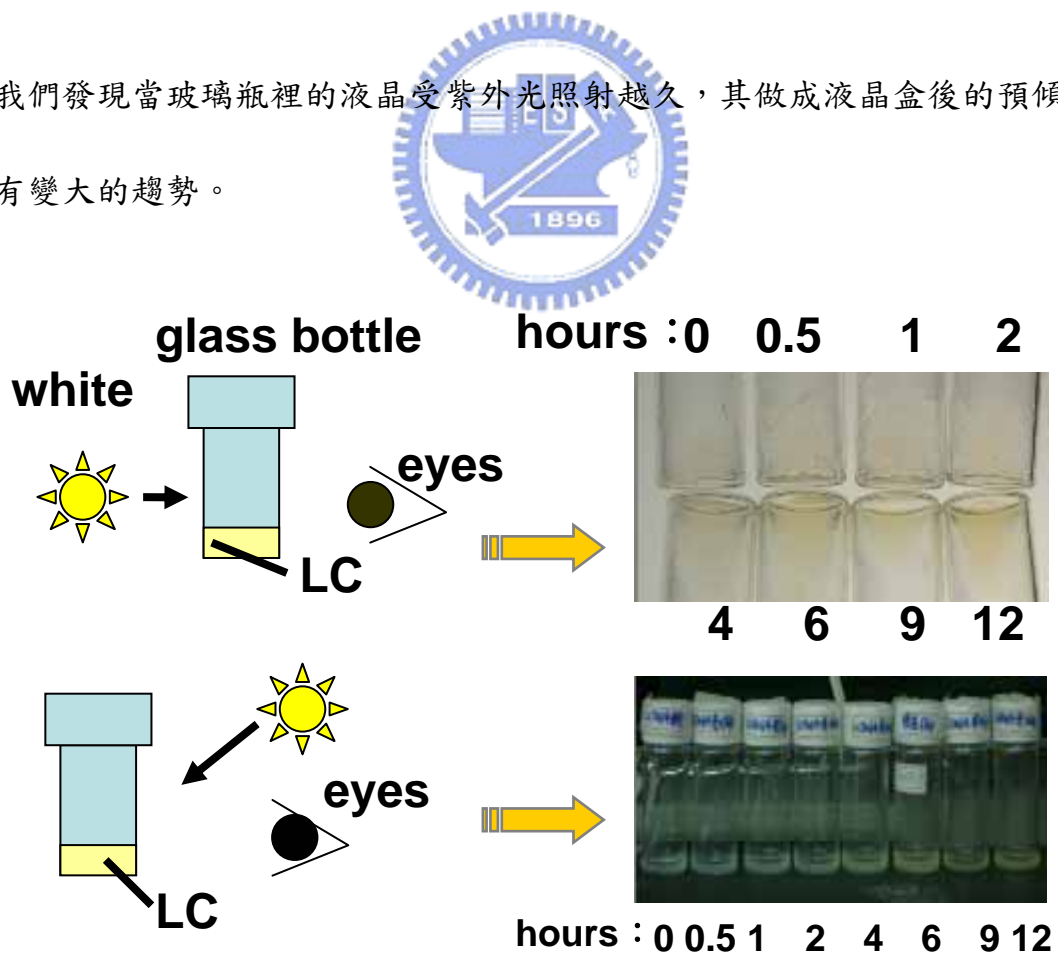 我們發現當玻璃瓶裡的液晶受紫外光照射越久，其做成液晶盒後的預傾
有變大的趨勢。
1896
glass bottle
white
hours：0 0.5 1 2
eyes
LC
4 6 9 12
eyes
LC
hours：0 0.5 1 2 4 6 9 12